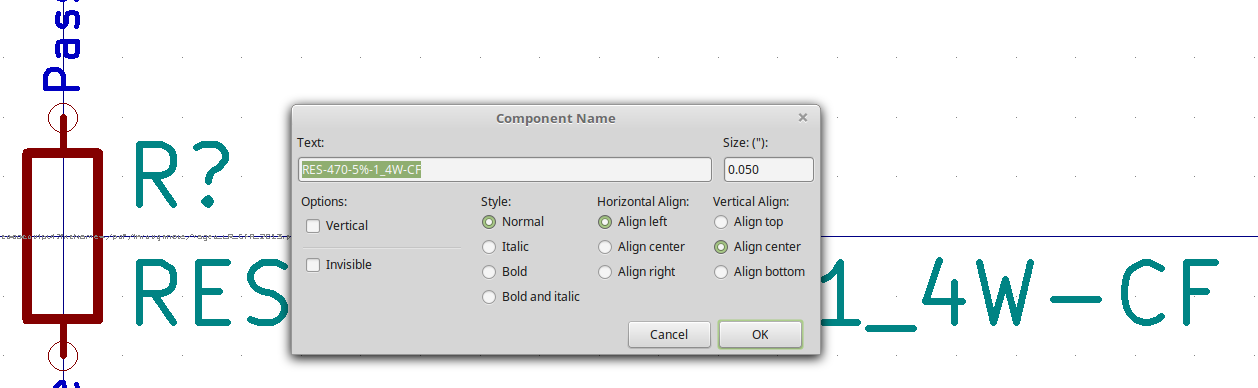 Pas
R?
RES
1_4W-CF
Component Name
Text:
Size: ("):
RES-470-5%-1_4W-CF
0.050
Options:
Style:
Horizontal Align:
Vertical Align:
Vertical
Normal
Align left
Align top
Italic
Align center
Align center
Invisible
Bold
Align right
Align bottom
Bold and italic
Cancel
OK